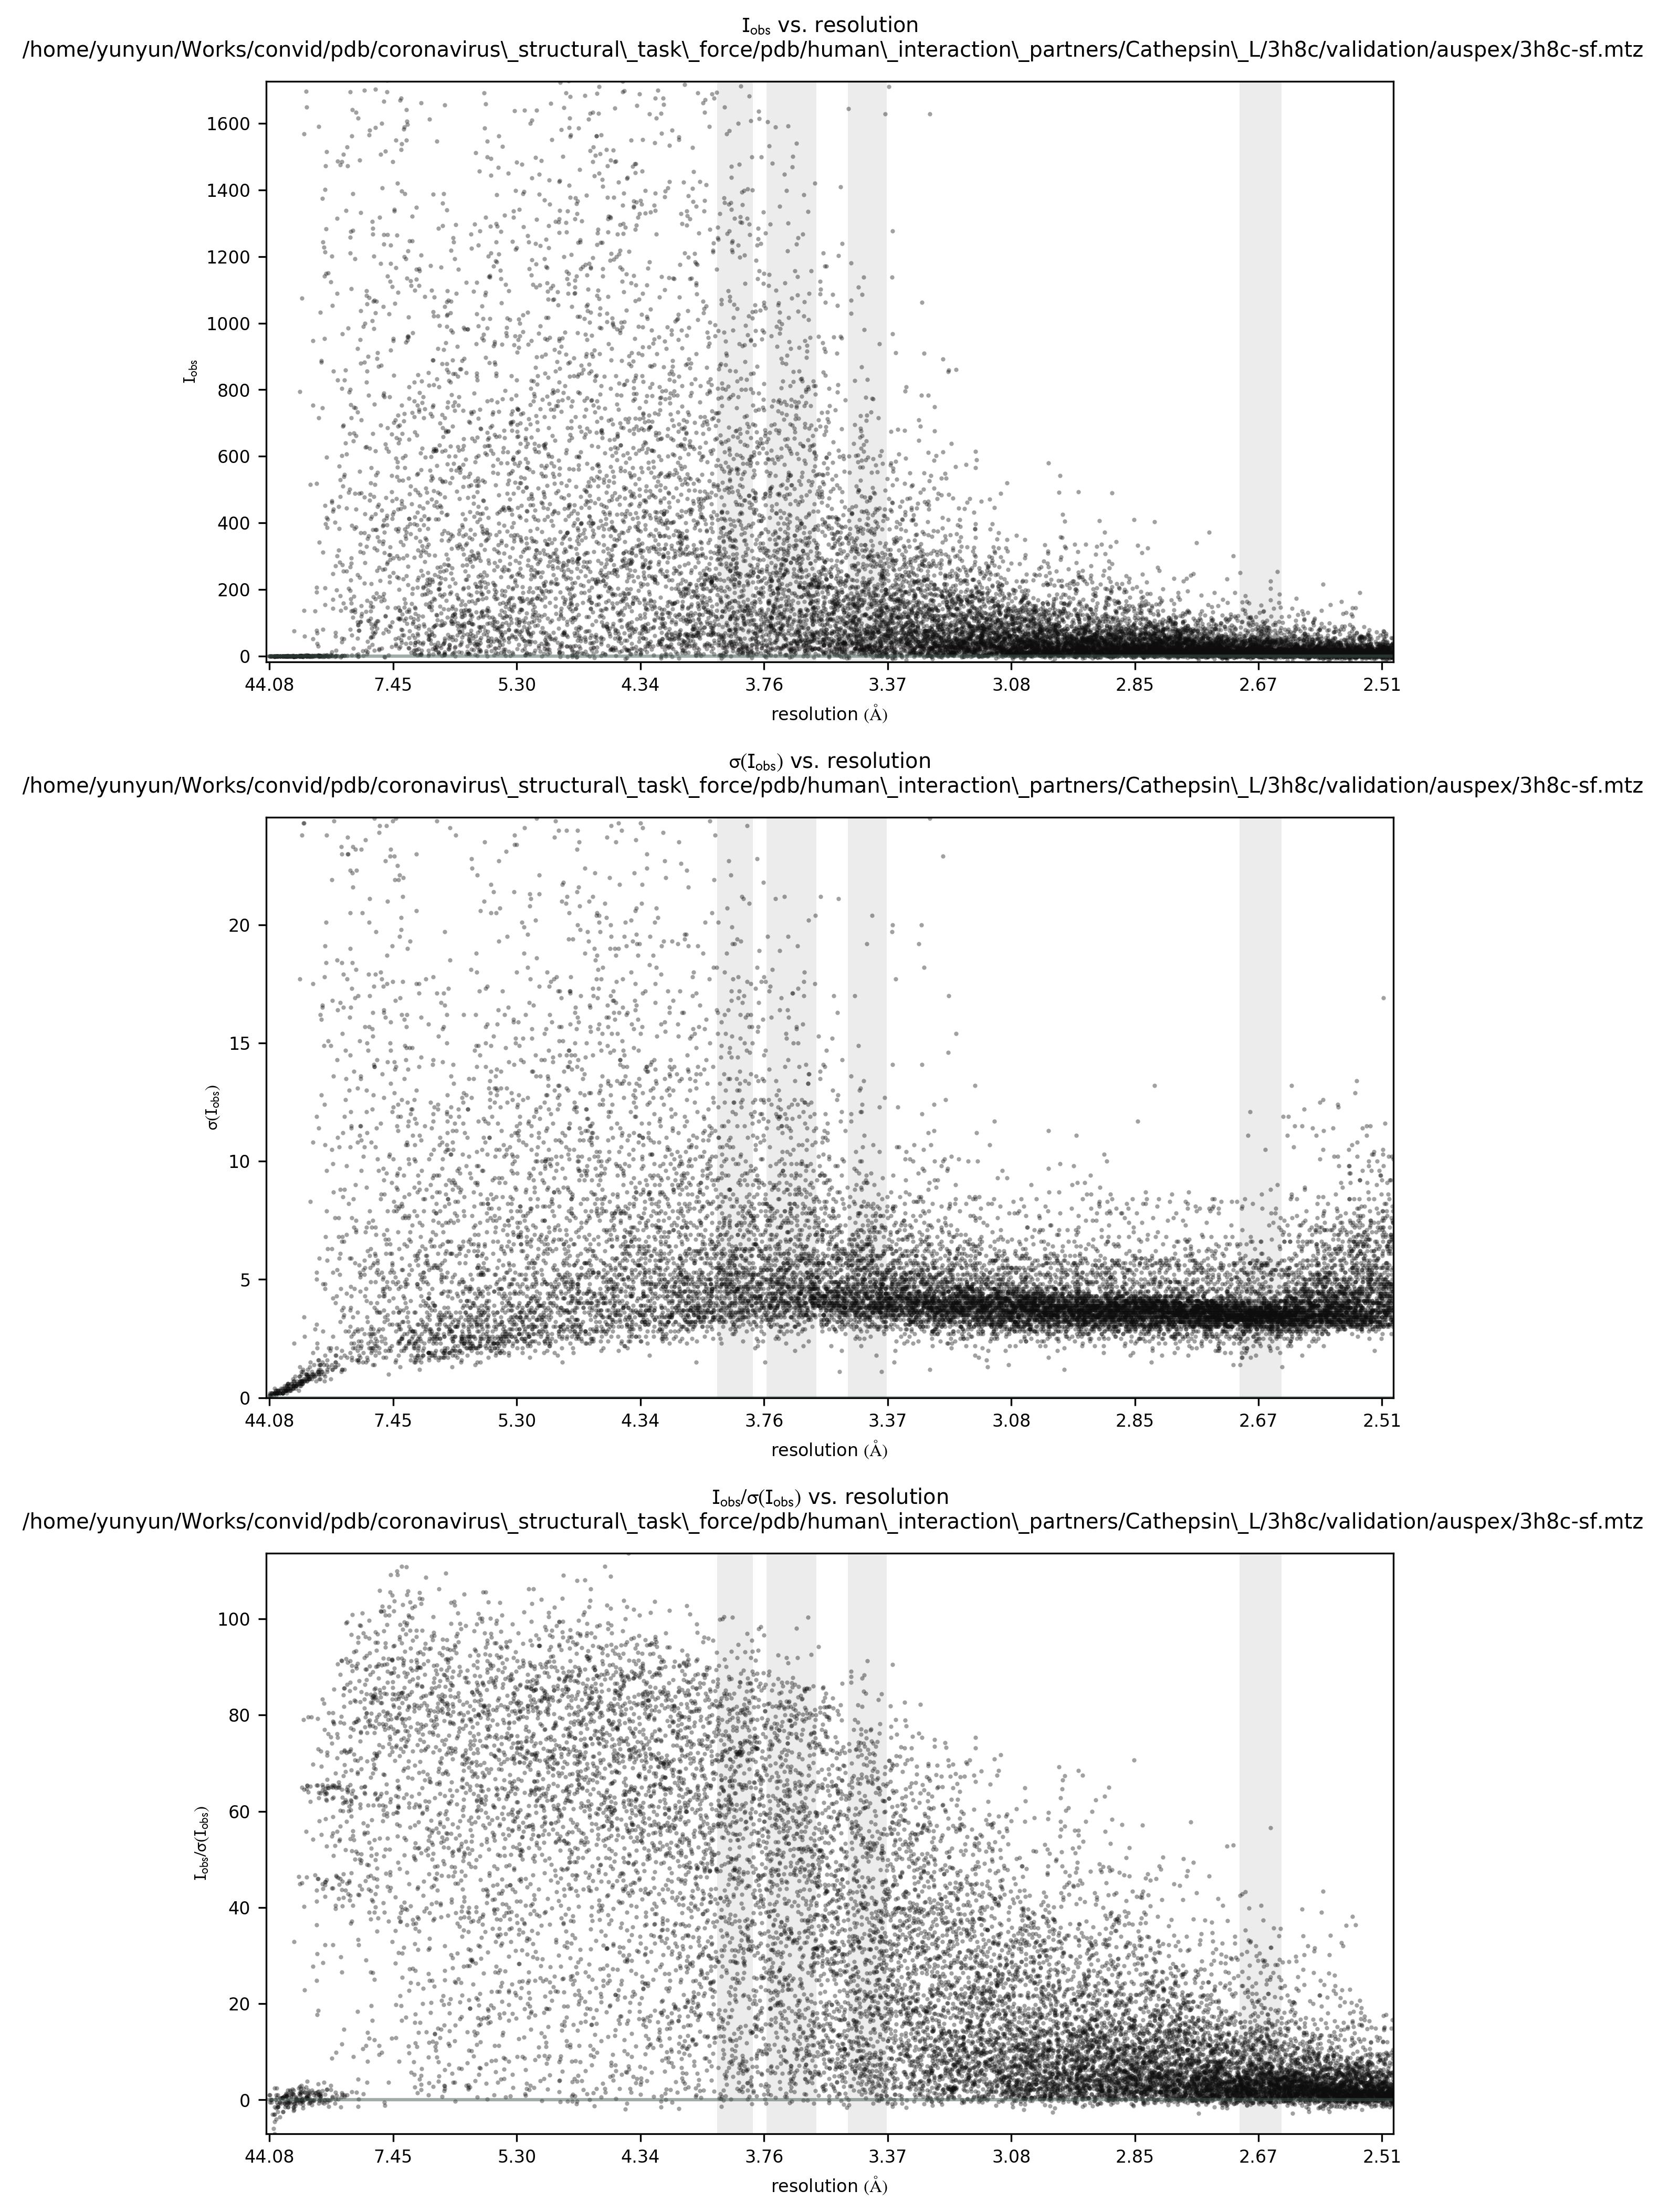 Iobs vs. resolution
/home/yunyun/Works/convid/pdb/coronavirus\_structural\_task\_force/pdb/human\_interaction\_partners/Cathepsin\_L/3h8c/validation/auspex/3h8c-sf.mtz
1600
1400
1200
1000
800
600
400
200
0
Iobs
44.08 7.45 5.30 4.34 3.76 3.37 3.08 2.85 2.67 2.51
resolution (Å)
σ(Iobs) vs. resolution
/home/yunyun/Works/convid/pdb/coronavirus\_structural\_task\_force/pdb/human\_interaction\_partners/Cathepsin\_L/3h8c/validation/auspex/3h8c-sf.mtz
20
15
10
5
0
σ(Iobs)
44.08 7.45 5.30 4.34 3.76 3.37 3.08 2.85 2.67 2.51
resolution (Å)
Iobs/σ(Iobs) vs. resolution
/home/yunyun/Works/convid/pdb/coronavirus\_structural\_task\_force/pdb/human\_interaction\_partners/Cathepsin\_L/3h8c/validation/auspex/3h8c-sf.mtz
100
80
60
40
20
0
Iobs/σ(Iobs)
44.08 7.45 5.30 4.34 3.76 3.37 3.08 2.85 2.67 2.51
resolution (Å)